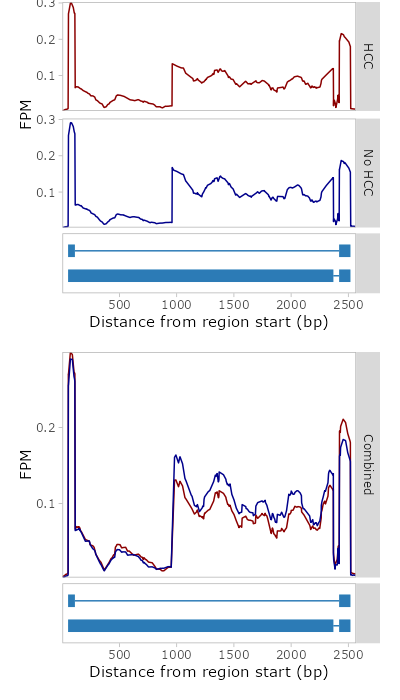 0.3
0.2
0.1
HCC
FPM
0.3
0.2
0.1
No HCC
500 1000 1500 2000 2500
Distance from region start (bp)
0.2
0.1
FPM
Combined
500 1000 1500 2000 2500
Distance from region start (bp)